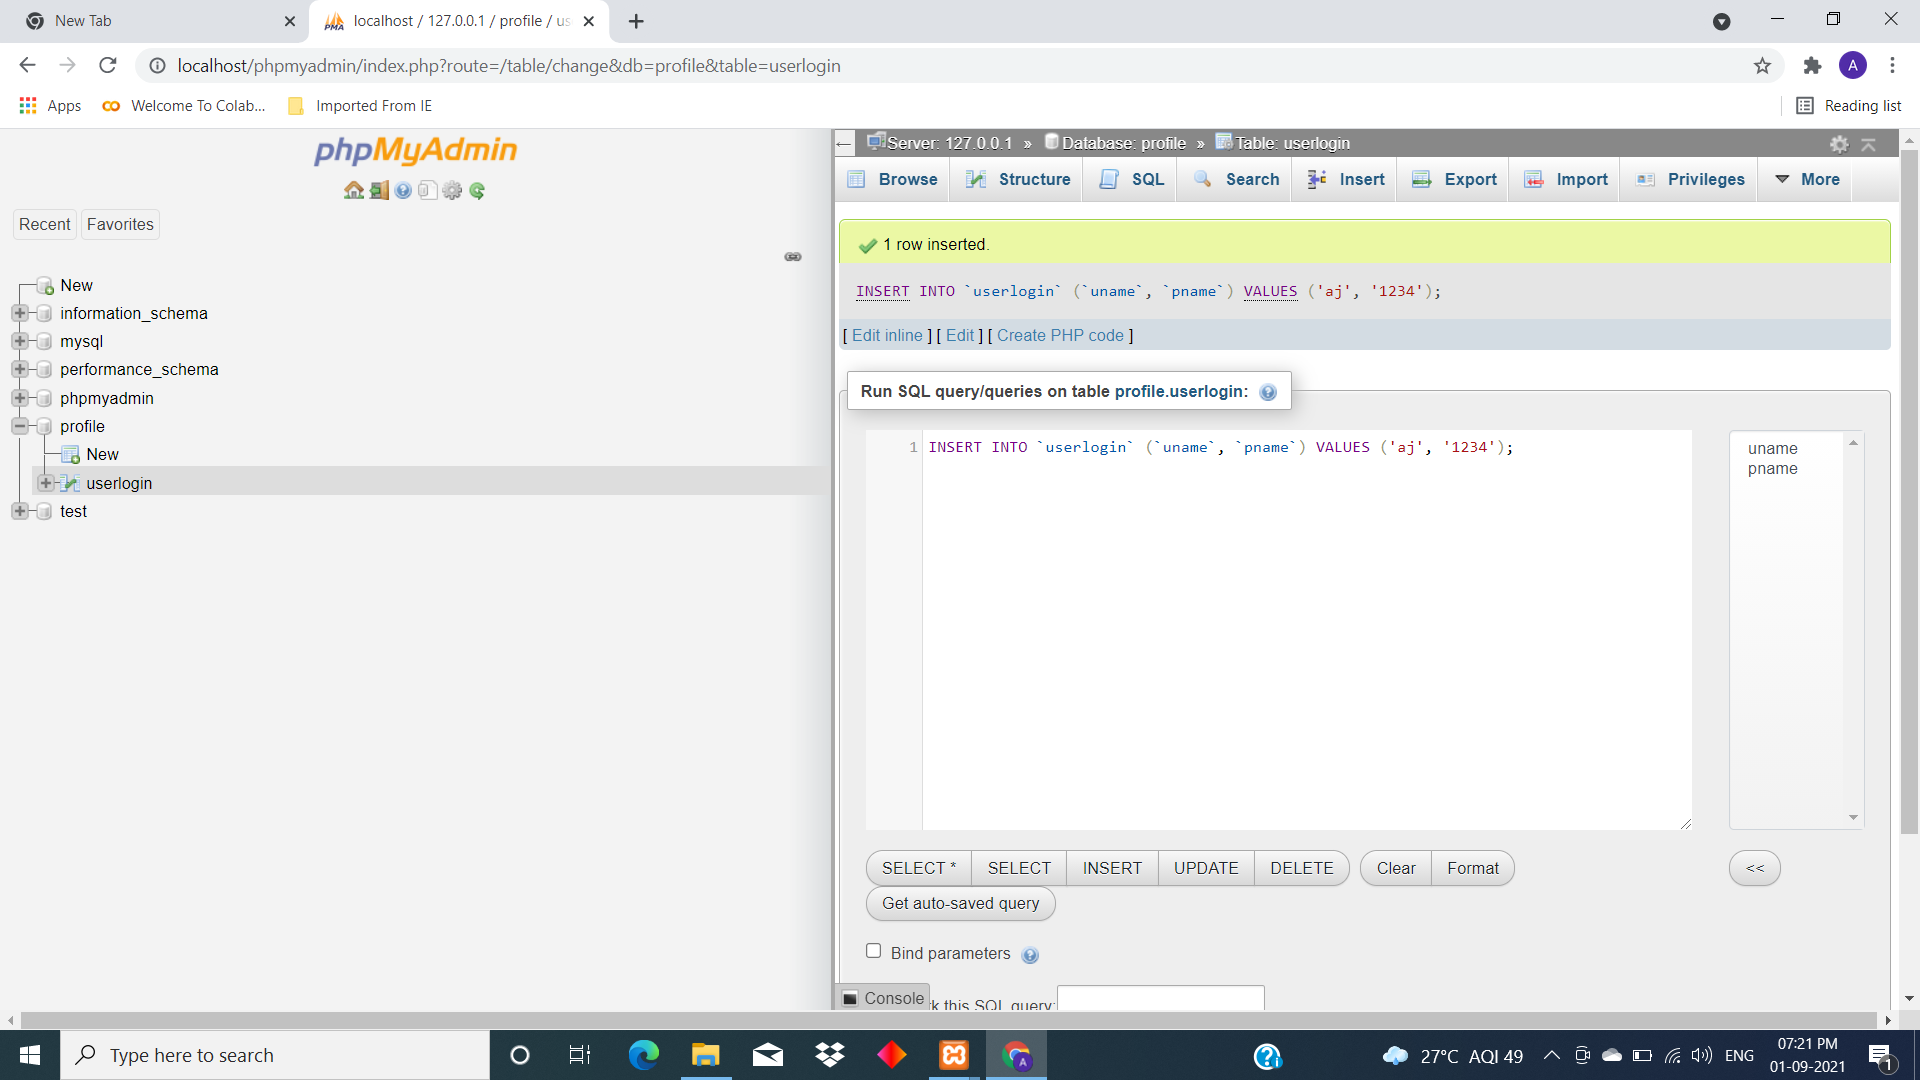 New Tab
localhost / 127.0.0.1 / profile / us
localhost/phpmyadmin/index.php?route=/table/change&db=profile&table=userlogin
A
Apps
Welcome To Colab...
Imported From IE
Reading list
phpMyAdmin
Recent
Favorites
New
information_schema
mysql
performance_schema
phpmyadmin
profile
New
userlogin
test
Server: 127.0.0.1 » Database: profile » Table: userlogin
Browse
Structure
SQL
Search
Insert
Export
Import
Privileges
More
1 row inserted.
INSERT INTO `userlogin` (`uname`, `pname`) VALUES ('aj', '1234');
[ Edit inline ] [ Edit ] [ Create PHP code ]
Run SQL query/queries on table profile.userlogin:
1 INSERT INTO `userlogin` (`uname`, `pname`) VALUES ('aj', '1234');
uname
pname
SELECT *
SELECT
INSERT
UPDATE
DELETE
Clear
Format
<<
Get auto-saved query
Bind parameters
Console
k this SQL query:
Type here to search
A
27°C AQI 49
ENG
07:21 PM
01-09-2021
1